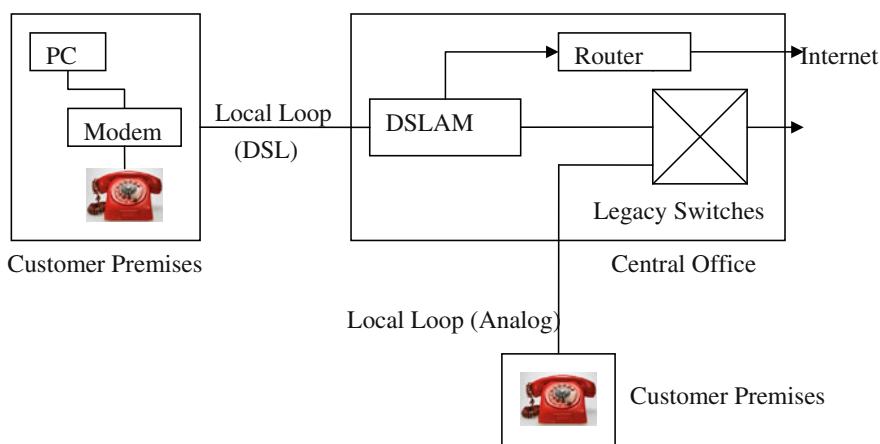 PC
Modem
Customer Premises
Local Loop
(DSL)
DSLAM
Router
Internet
Legacy Switches
Central Office
Local Loop (Analog)
Customer Premises